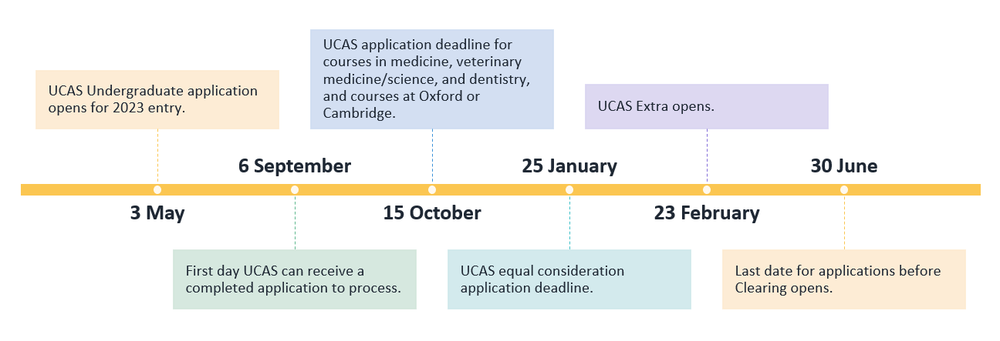 UCAS Undergraduate application
opens for 2023 entry.
UCAS application deadline for
courses in medicine, veterinary
medicine/science, and dentistry,
and courses at Oxford or
Cambridge.
UCAS Extra opens.
6 September
25 January
30 June
3 May
15 October
23 February
First day UCAS can receive a
completed application to process.
UCAS equal consideration
application deadline.
Last date for applications before
Clearing opens.